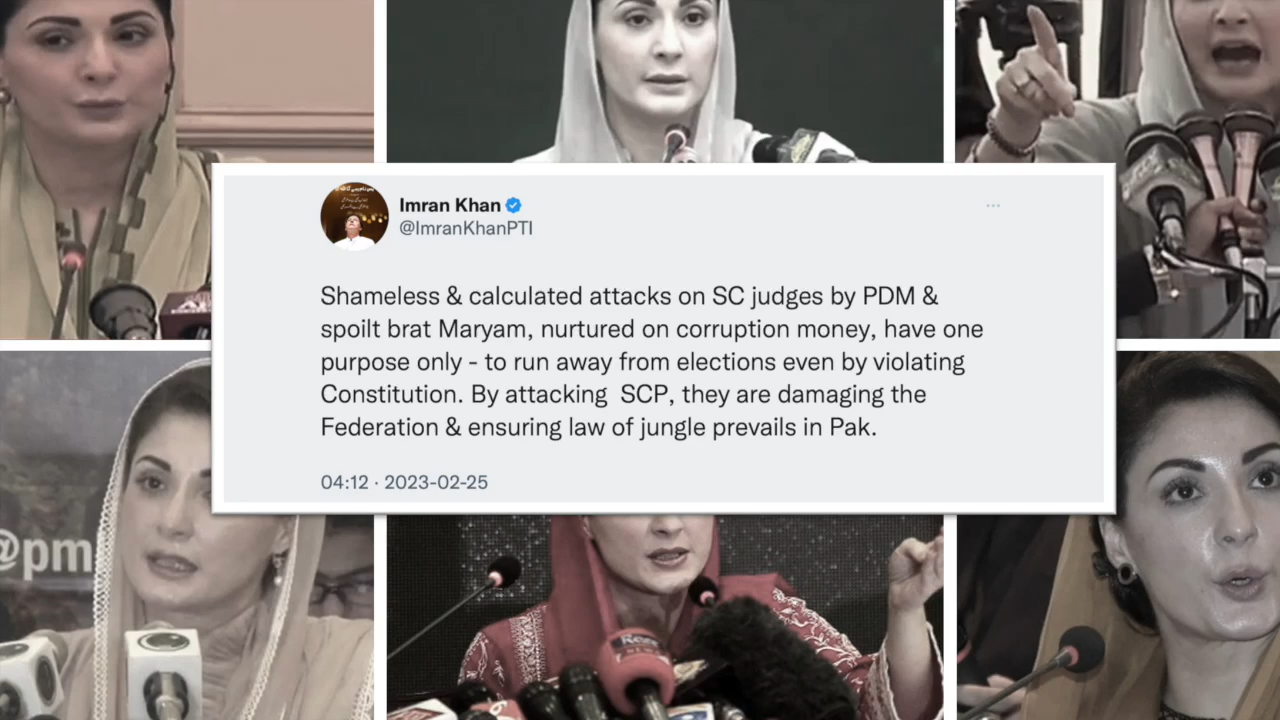 Imran Khan
@ImranKhanPTI
Shameless & calculated attacks on SC judges by PDM &
spoilt brat Maryam, nurtured on corruption money, have one
purpose only - to run away from elections even by violating
Constitution. By attacking  SCP, they are damaging the
Federation & ensuring law of jungle prevails in Pak.
04:12 · 2023-02-25
@pm